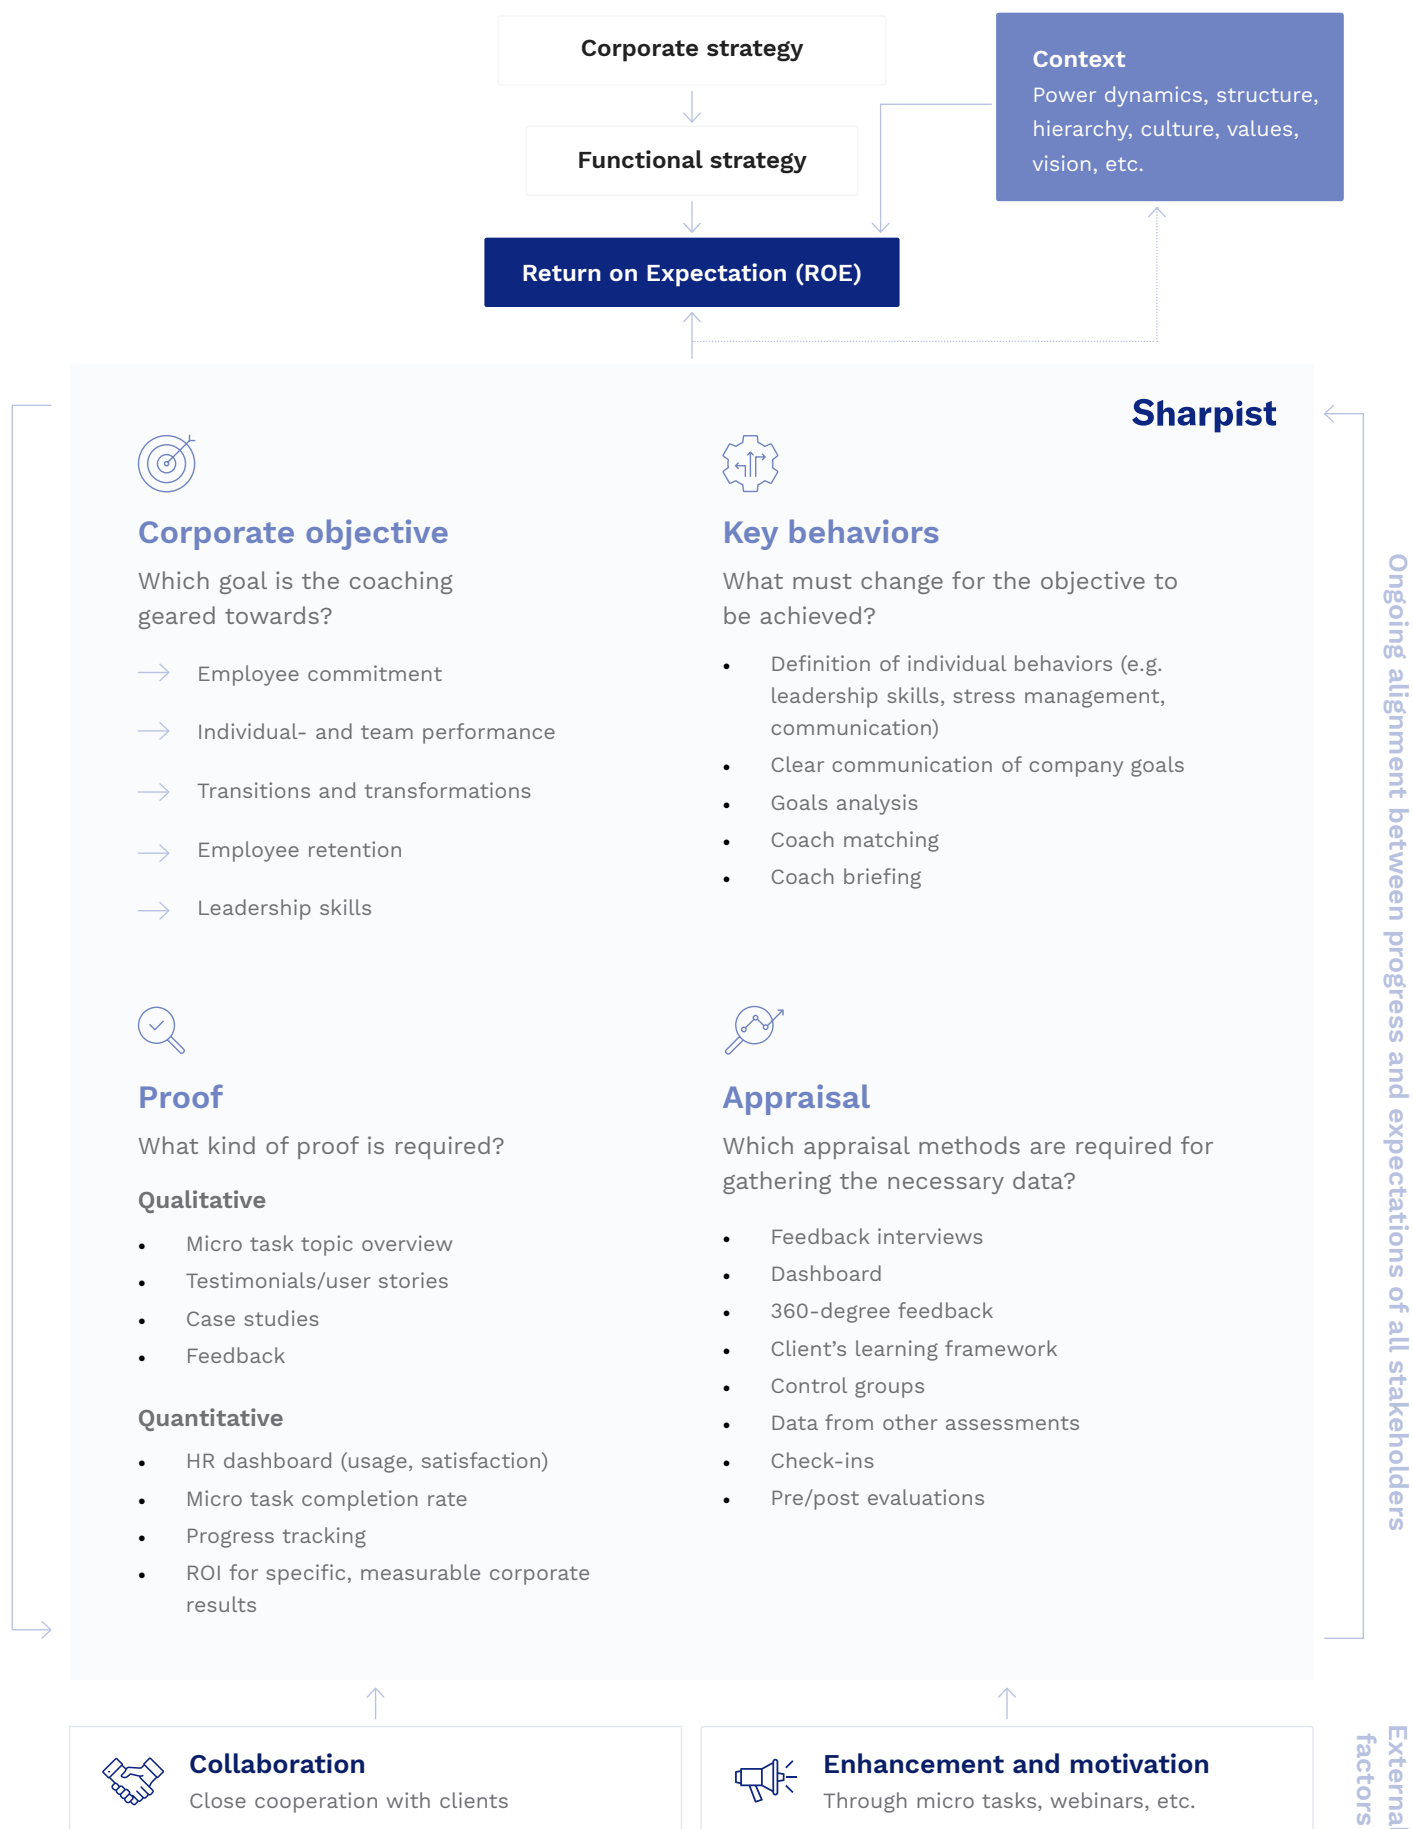 Corporate strategy
Functional strategy
Return on Expectation (ROE)
Context
Power dynamics, structure,
hierarchy, culture, values,
vision, etc.
Sharpist
Corporate objective
Which goal is the coaching
geared towards?
Employee commitment
Individual- and team performance
Transitions and transformations
Employee retention
Leadership skills
Key behaviors
What must change for the objective to
be achieved?
• Definition of individual behaviors (e.g.
leadership skills, stress management,
communication)
• Clear communication of company goals
• Goals analysis
• Coach matching
• Coach briefing
Proof
What kind of proof is required?
Qualitative
• Micro task topic overview
• Testimonials/user stories
• Case studies
• Feedback
Quantitative
• HR dashboard (usage, satisfaction)
• Micro task completion rate
• Progress tracking
• ROI for specific, measurable corporate
results
Appraisal
Which appraisal methods are required for
gathering the necessary data?
• Feedback interviews
• Dashboard
• 360-degree feedback
• Client’s learning framework
• Control groups
• Data from other assessments
• Check-ins
• Pre/post evaluations
Ongoing alignment between progress and expectations of all stakeholders
Collaboration
Close cooperation with clients
Enhancement and motivation
Through micro tasks, webinars, etc.
External
factors